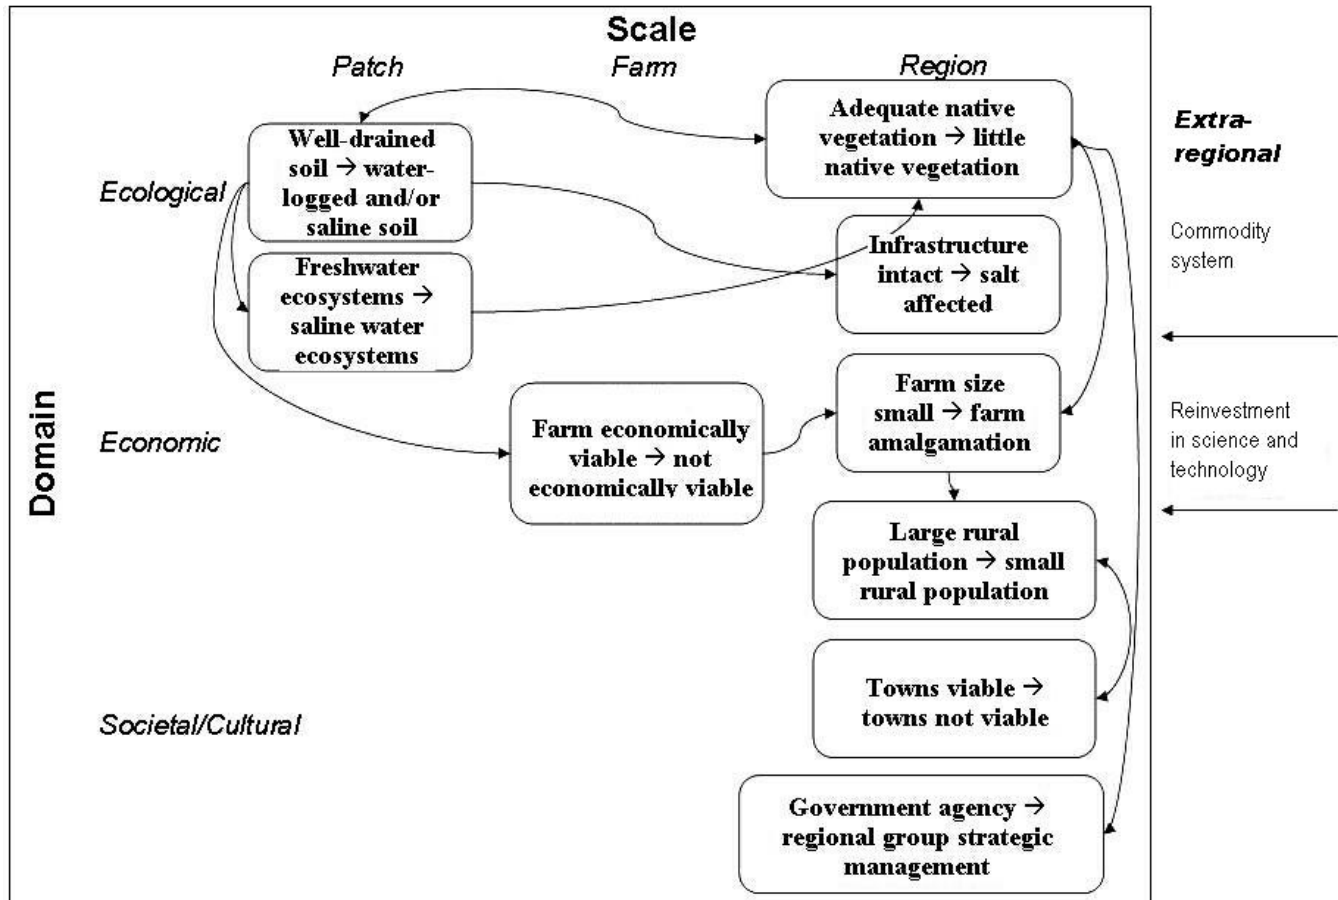 Scale
Patch
Farm
Region
Extra-
regional
Ecological
Well-drained
soil → water-
logged and/or
saline soil
Adequate native
vegetation → little
native vegetation
Freshwater
ecosystems →
saline water
ecosystems
Infrastructure
intact → salt
affected
Commodity
system
Domain
Economic
Farm economically
viable → not
economically viable
Farm size
small → farm
amalgamation
Reinvestment
in science and
technology
Large rural
population → small
rural population
Societal/Cultural
Towns viable →
towns not viable
Government agency →
regional group strategic
management